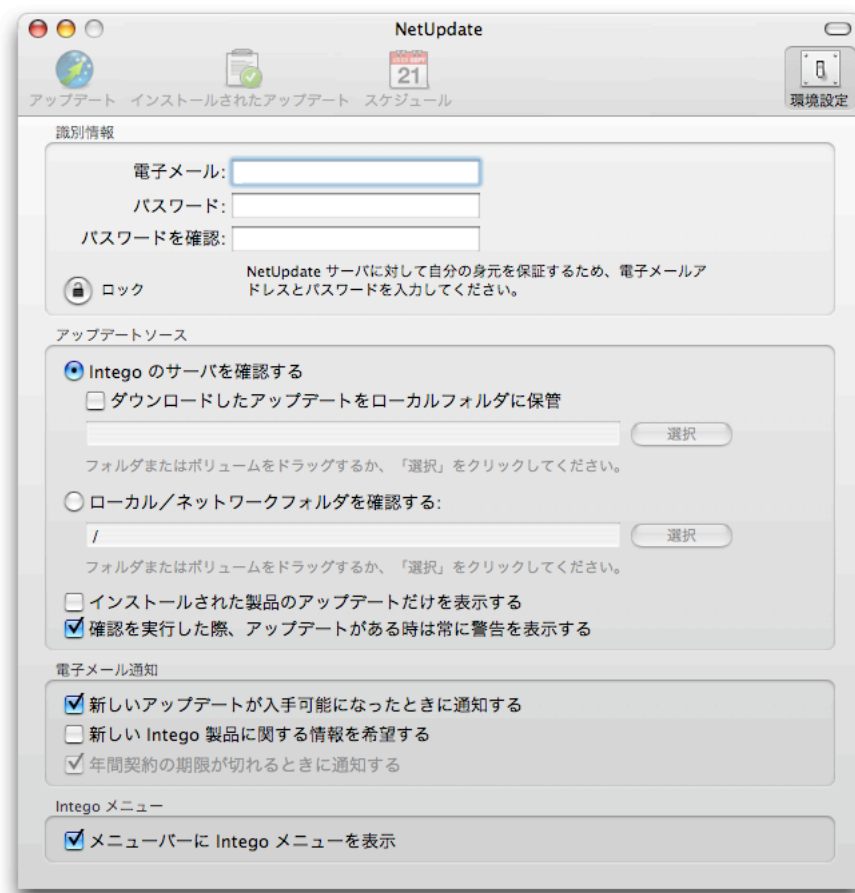 NetUpdate
アップデート インストールされたアップデート スケジュール 環境設定
21
識別情報
電子メール:
パスワード:
パスワードを確認:
NetUpdate サーバに対して自分の身元を保証するため、電子メールア
ドレスとパスワードを入力してください。
ロック
アップデートソース
Intego のサーバを確認する
ダウンロードしたアップデートをローカルフォルダに保管
選択
フォルダまたはボリュームをドラッグするか、「選択」をクリックしてください。
ローカル／ネットワークフォルダを確認する:
/ 選択
フォルダまたはボリュームをドラッグするか、「選択」をクリックしてください。
インストールされた製品のアップデートだけを表示する
確認を実行した際、アップデートがある時は常に警告を表示する
電子メール通知
新しいアップデートが入手可能になったときに通知する
新しい Intego 製品に関する情報を希望する
年間契約の期限が切れるときに通知する
Intego メニュー
メニューバーに Intego メニューを表示